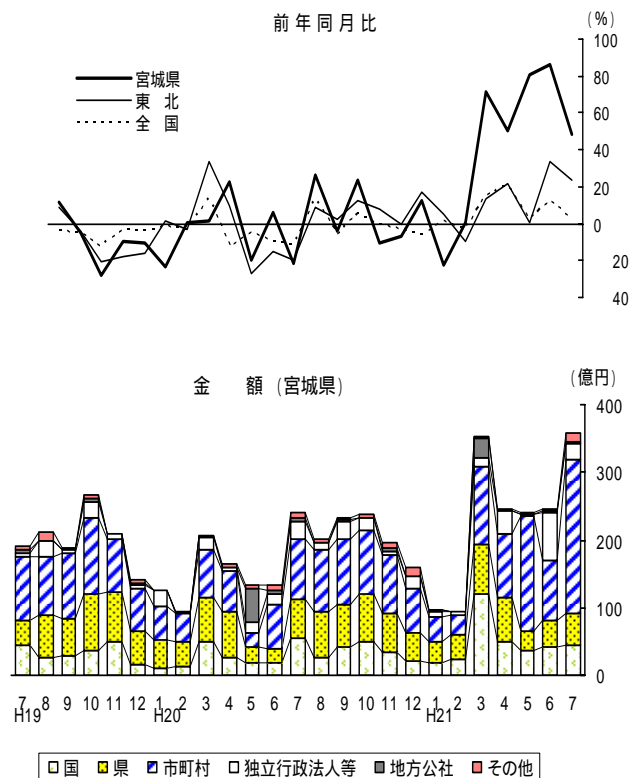 前年同月比
(%)
100
80
60
40
20
0
20
40
宮城県
東 北
全 国
金 額 (宮城県)
(億円)
400
300
200
100
0
7 8 9 10 11 12 1 2 3 4 5 6 7 8 9 10 11 12 1 2 3 4 5 6 7
H19 H20 H21
国 県 市町村 独立行政法人等 地方公社 その他